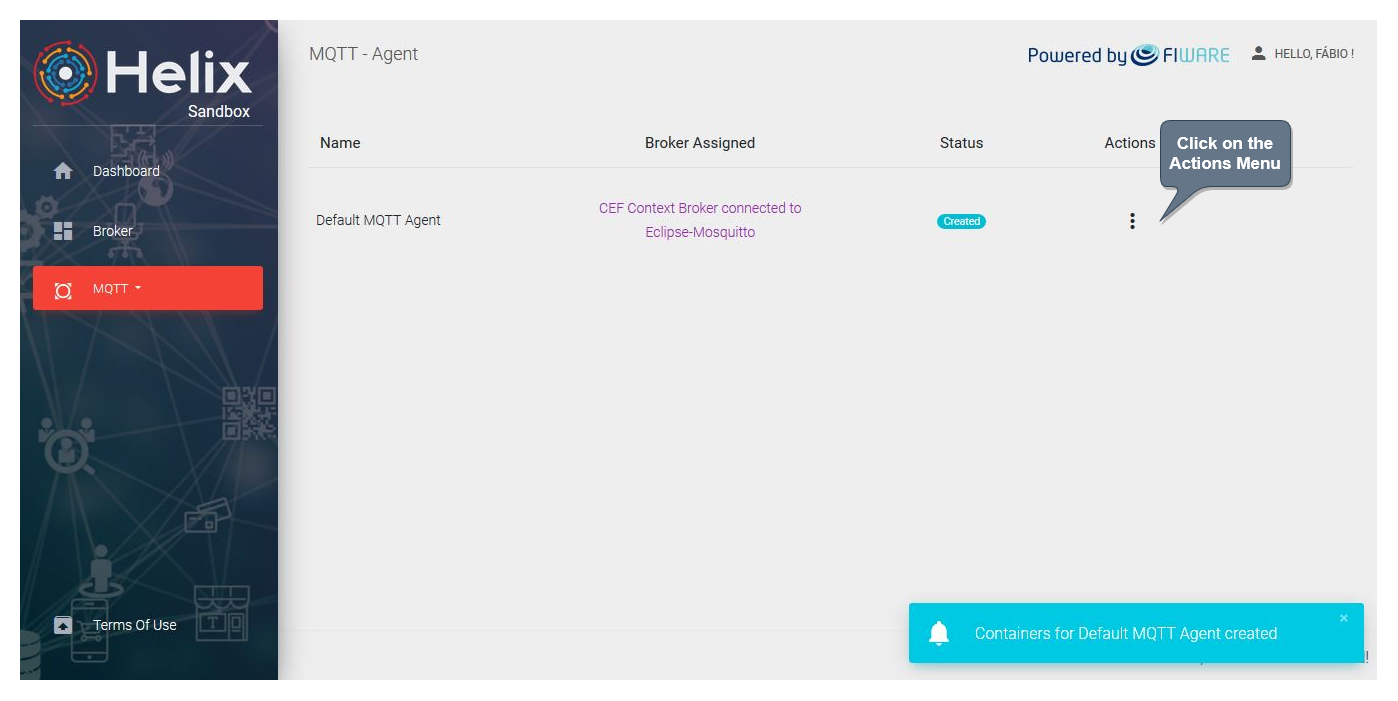 Helix
Sandbox
Dashboard
Broker
MQTT
Terms Of Use
MQTT - Agent
Powered by FIWARE
HELLO, FÁBIO !
Name
Broker Assigned
Status
Actions
Click on the
Actions Menu
Default MQTT Agent
CEF Context Broker connected to
Eclipse-Mosquitto
Created
Containers for Default MQTT Agent created
×